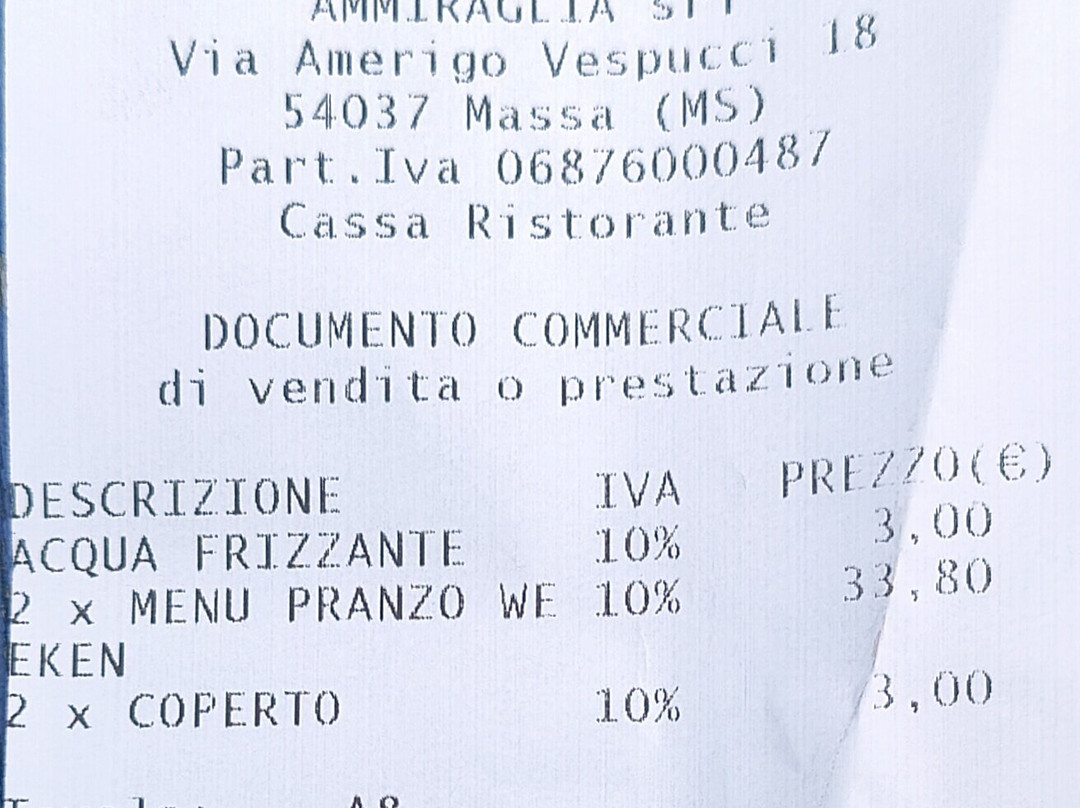 AMMIRAGLIA srl
Via Amerigo Vespucci 18
54037 Massa (MS)
Part.Iva 06876000487
Cassa Ristorante
DOCUMENTO COMMERCIALE
di vendita o prestazione
DESCRIZIONE IVA PREZZO(€)
ACQUA FRIZZANTE 10% 3,00
2 x MENU PRANZO WE 10% 33,80
EKEN
2 x COPERTO 10% 3,00